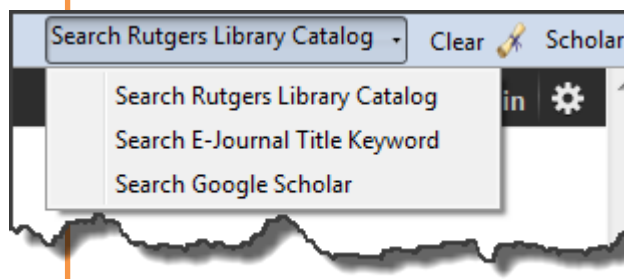 Search Rutgers Library Catalog Clear Scholar
Search Rutgers Library Catalog in
Search E-Journal Title Keyword
Search Google Scholar